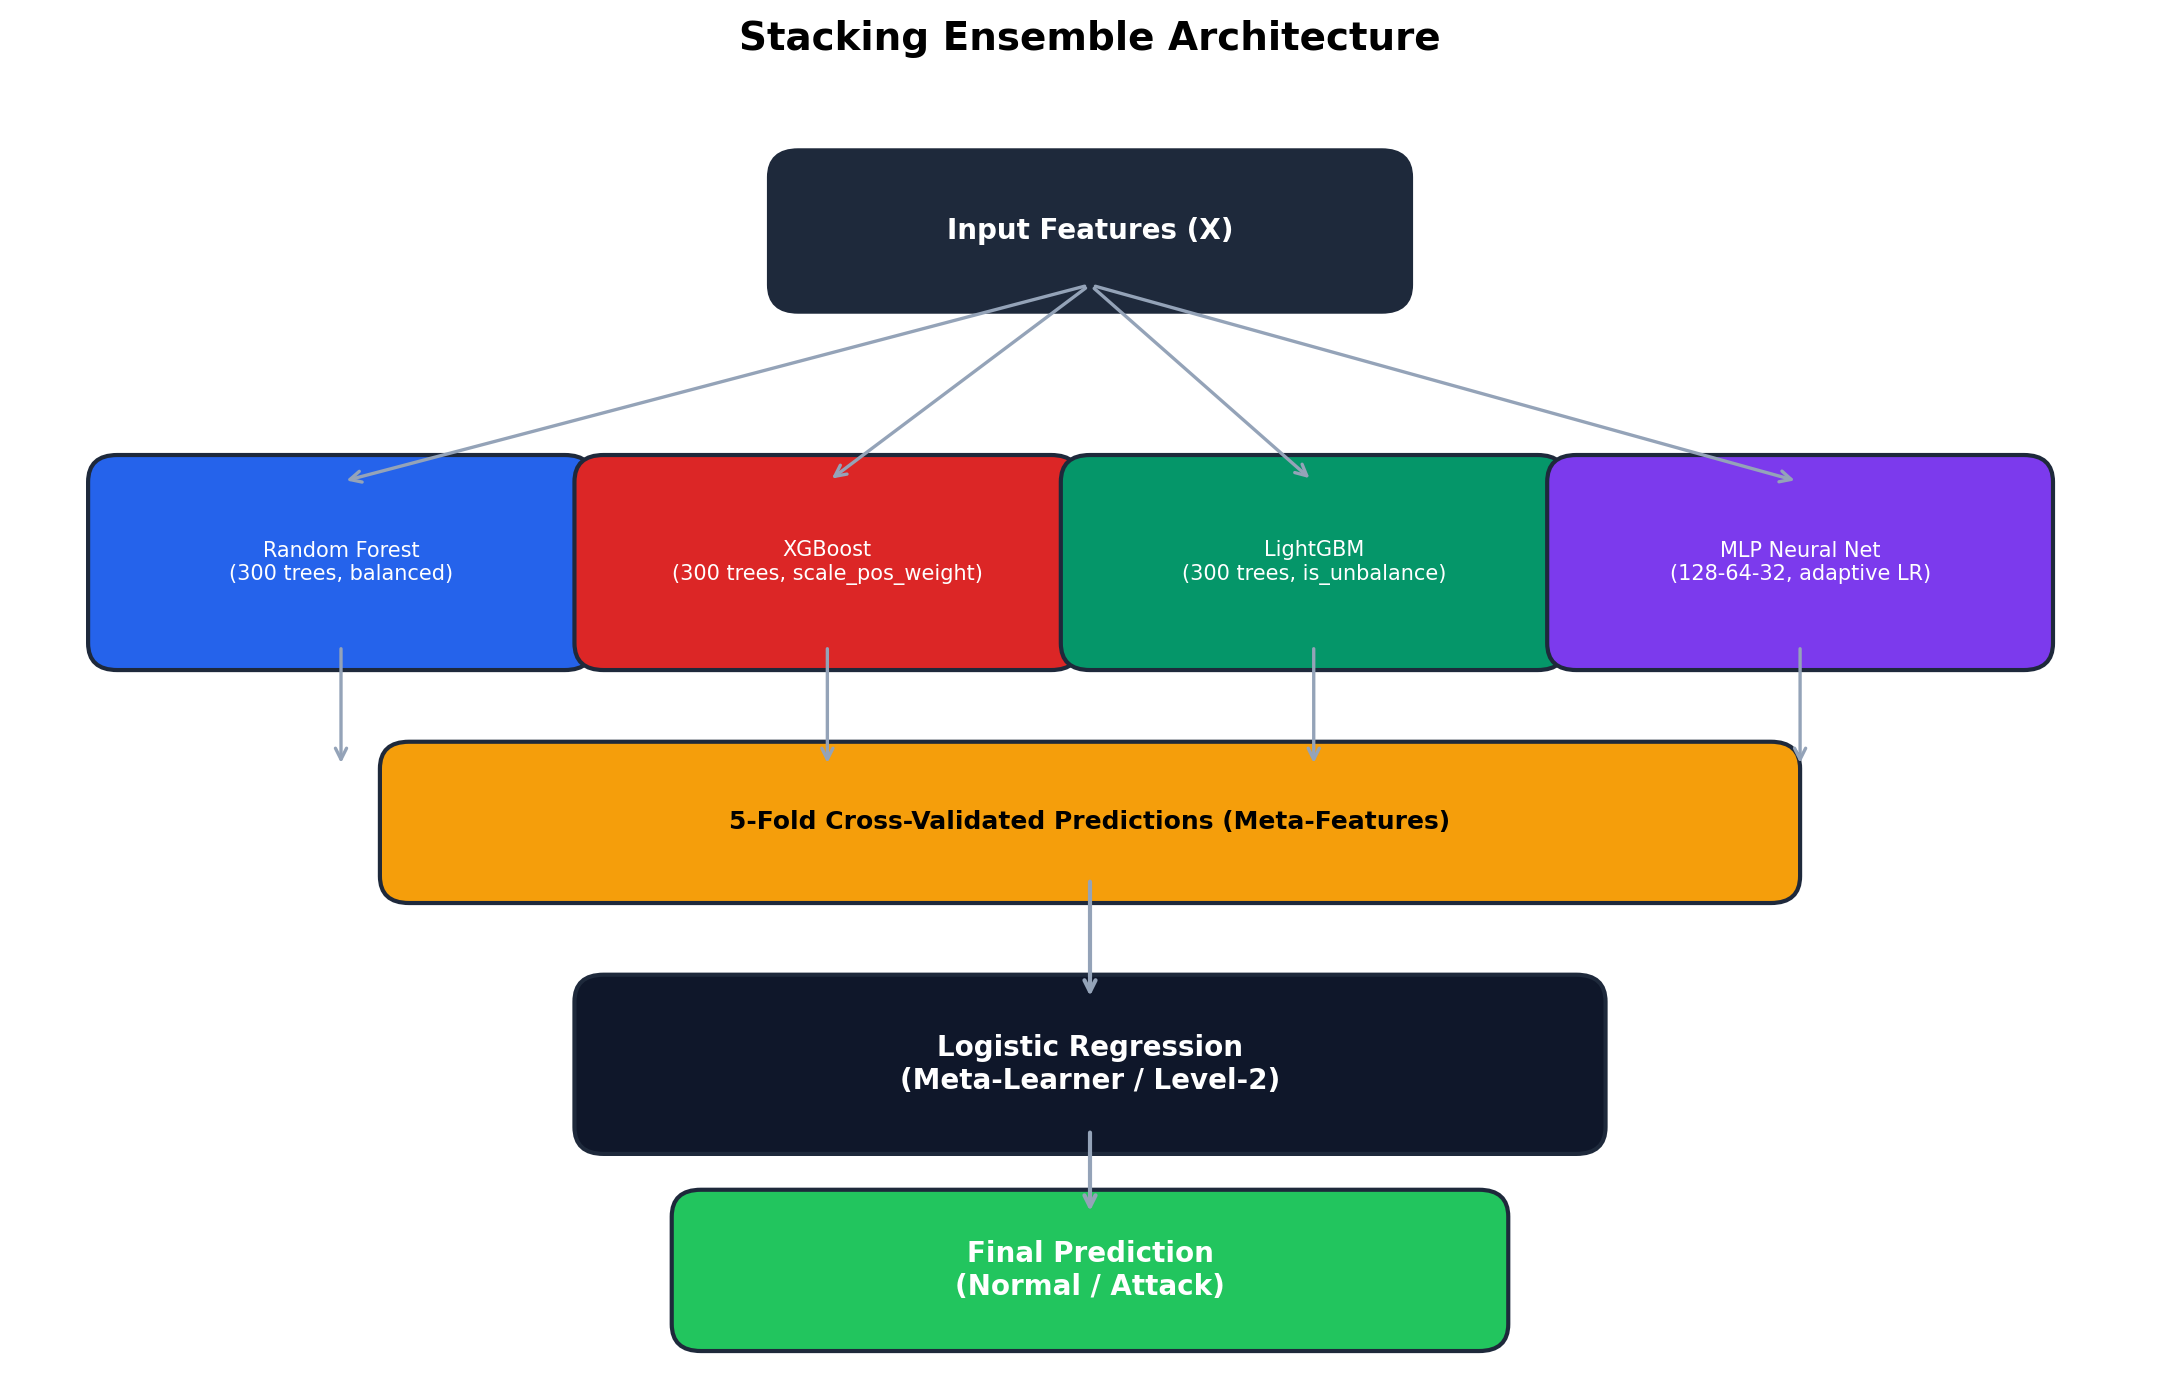 Stacking Ensemble Architecture
Input Features (X)
Random Forest
(300 trees, balanced)
XGBoost
(300 trees, scale_pos_weight)
LightGBM
(300 trees, is_unbalance)
MLP Neural Net
(128-64-32, adaptive LR)
5-Fold Cross-Validated Predictions (Meta-Features)
Logistic Regression
(Meta-Learner / Level-2)
Final Prediction
(Normal / Attack)